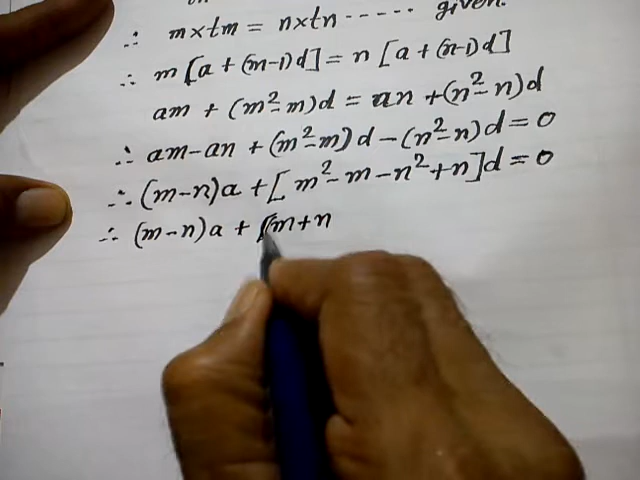 ∴ m×tm = n×tn ····· given.
∴ m[a + (m-1)d] = n[a + (n-1)d]
am + (m²-m)d = an + (n²-n)d
∴ am-an + (m²-m)d - (n²-n)d = 0
∴ (m-n)a + [m²-m-n²+n]d = 0
∴ (m-n)a + [(m+n